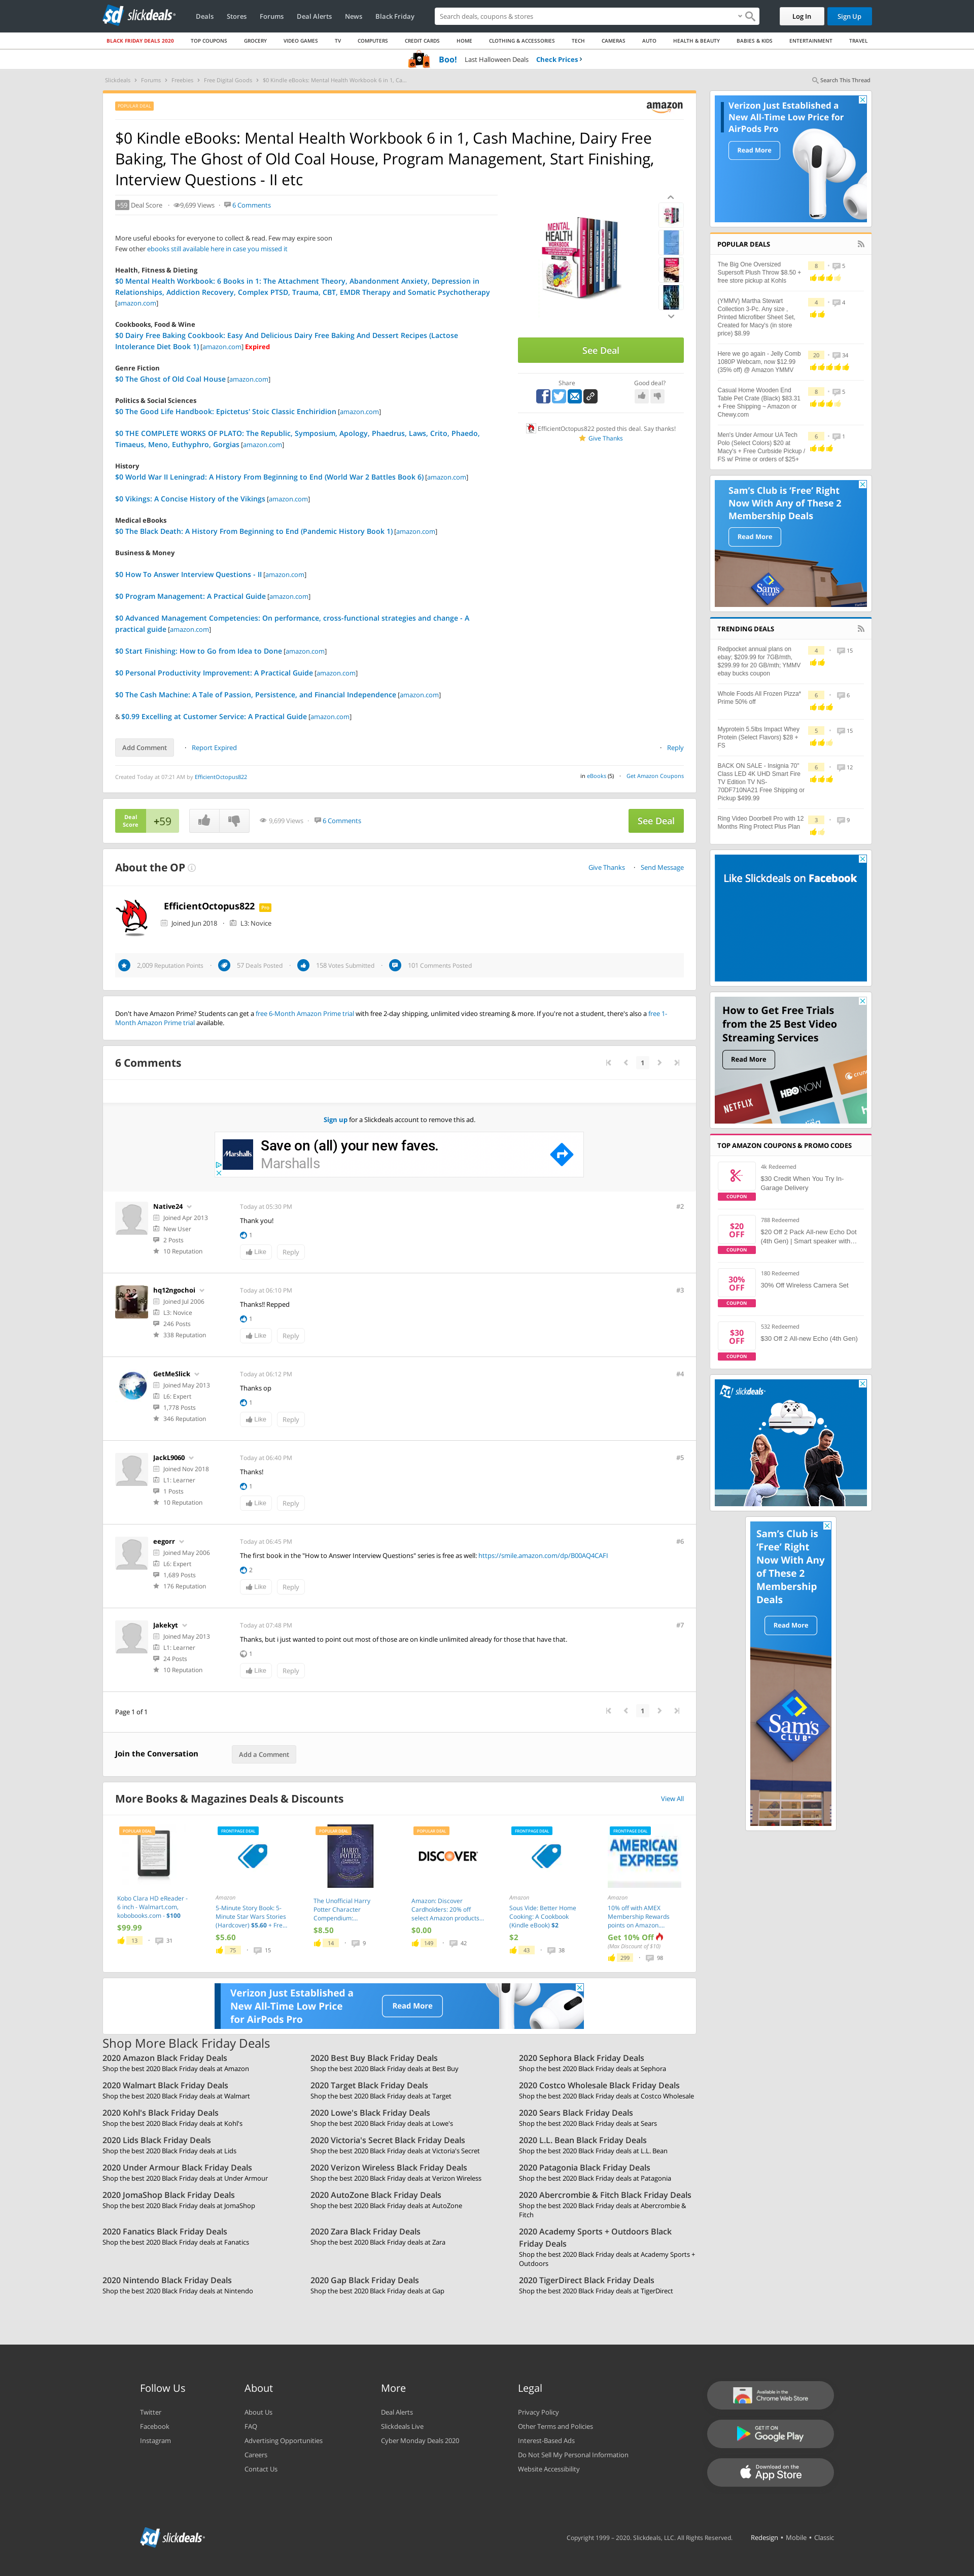 slickdeals
Deals
Stores
Forums
Deal Alerts
News
Black Friday
Search deals, coupons & stores
Log In
Sign Up
BLACK FRIDAY DEALS 2020
TOP COUPONS
GROCERY
VIDEO GAMES
TV
COMPUTERS
CREDIT CARDS
HOME
CLOTHING & ACCESSORIES
TECH
CAMERAS
AUTO
HEALTH & BEAUTY
BABIES & KIDS
ENTERTAINMENT
TRAVEL
Boo! Last Halloween Deals Check Prices >
Slickdeals > Forums > Freebies > Free Digital Goods > $0 Kindle eBooks: Mental Health Workbook 6 in 1, Ca...
Search This Thread
POPULAR DEAL
amazon
$0 Kindle eBooks: Mental Health Workbook 6 in 1, Cash Machine, Dairy Free
Baking, The Ghost of Old Coal House, Program Management, Start Finishing,
Interview Questions - II etc
+59 Deal Score • 9,699 Views • 6 Comments
More useful ebooks for everyone to collect & read. Few may expire soon
Few other ebooks still available here in case you missed it
Health, Fitness & Dieting
$0 Mental Health Workbook: 6 Books in 1: The Attachment Theory, Abandonment Anxiety, Depression in
Relationships, Addiction Recovery, Complex PTSD, Trauma, CBT, EMDR Therapy and Somatic Psychotherapy
[amazon.com]
Cookbooks, Food & Wine
$0 Dairy Free Baking Cookbook: Easy And Delicious Dairy Free Baking And Dessert Recipes (Lactose
Intolerance Diet Book 1) [amazon.com] Expired
Genre Fiction
$0 The Ghost of Old Coal House [amazon.com]
Politics & Social Sciences
$0 The Good Life Handbook: Epictetus' Stoic Classic Enchiridion [amazon.com]
$0 THE COMPLETE WORKS OF PLATO: The Republic, Symposium, Apology, Phaedrus, Laws, Crito, Phaedo,
Timaeus, Meno, Euthyphro, Gorgias [amazon.com]
History
$0 World War II Leningrad: A History From Beginning to End (World War 2 Battles Book 6) [amazon.com]
$0 Vikings: A Concise History of the Vikings [amazon.com]
Medical eBooks
$0 The Black Death: A History From Beginning to End (Pandemic History Book 1) [amazon.com]
Business & Money
$0 How To Answer Interview Questions - II [amazon.com]
$0 Program Management: A Practical Guide [amazon.com]
$0 Advanced Management Competencies: On performance, cross-functional strategies and change - A
practical guide [amazon.com]
$0 Start Finishing: How to Go from Idea to Done [amazon.com]
$0 Personal Productivity Improvement: A Practical Guide [amazon.com]
$0 The Cash Machine: A Tale of Passion, Persistence, and Financial Independence [amazon.com]
& $0.99 Excelling at Customer Service: A Practical Guide [amazon.com]
MENTAL HEALTH
WORKBOOK
See Deal
Share
Good deal?
EfficientOctopus822 posted this deal. Say thanks!
Give Thanks
Add Comment • Report Expired
• Reply
Created Today at 07:21 AM by EfficientOctopus822
in eBooks (5) • Get Amazon Coupons
Deal
Score
+59
9,699 Views • 6 Comments
See Deal
About the OP
Give Thanks • Send Message
EfficientOctopus822 Pro
Joined Jun 2018 • L3: Novice
2,009 Reputation Points • 57 Deals Posted • 158 Votes Submitted • 101 Comments Posted
Don't have Amazon Prime? Students can get a free 6-Month Amazon Prime trial with free 2-day shipping, unlimited video streaming & more. If you're not a student, there's also a free 1-
Month Amazon Prime trial available.
6 Comments
1
Sign up for a Slickdeals account to remove this ad.
Marshalls
Save on (all) your new faves.
Marshalls
Native24
Joined Apr 2013
New User
2 Posts
10 Reputation
Today at 05:30 PM
#2
Thank you!
1
Like
Reply
hq12ngochoi
Joined Jul 2006
L3: Novice
246 Posts
338 Reputation
Today at 06:10 PM
#3
Thanks!! Repped
1
Like
Reply
GetMeSlick
Joined May 2013
L6: Expert
1,778 Posts
346 Reputation
Today at 06:12 PM
#4
Thanks op
1
Like
Reply
JackL9060
Joined Nov 2018
L1: Learner
1 Posts
10 Reputation
Today at 06:40 PM
#5
Thanks!
1
Like
Reply
eegorr
Joined May 2006
L6: Expert
1,689 Posts
176 Reputation
Today at 06:45 PM
#6
The first book in the "How to Answer Interview Questions" series is free as well: https://smile.amazon.com/dp/B00AQ4CAFI
2
Like
Reply
Jakekyt
Joined May 2013
L1: Learner
24 Posts
10 Reputation
Today at 07:48 PM
#7
Thanks, but i just wanted to point out most of those are on kindle unlimited already for those that have that.
1
Like
Reply
Page 1 of 1
1
Join the Conversation
Add a Comment
More Books & Magazines Deals & Discounts
View All
POPULAR DEAL
Kobo Clara HD eReader -
6 inch - Walmart.com,
kobobooks.com - $100
$99.99
13 • 31
FRONTPAGE DEAL
Amazon
5-Minute Story Book: 5-
Minute Star Wars Stories
(Hardcover) $5.60 + Fre...
$5.60
75 • 15
POPULAR DEAL
HARRY
POTTER
The Unofficial Harry
Potter Character
Compendium:...
$8.50
14 • 9
POPULAR DEAL
DISCOVER
Amazon: Discover
Cardholders: 20% off
select Amazon products...
$0.00
149 • 42
FRONTPAGE DEAL
Amazon
Sous Vide: Better Home
Cooking: A Cookbook
(Kindle eBook) $2
$2
43 • 38
FRONTPAGE DEAL
AMERICAN
EXPRESS
Amazon
10% off with AMEX
Membership Rewards
points on Amazon,...
Get 10% Off
(Max Discount of $10)
299 • 98
Verizon Just Established a
New All-Time Low Price
for AirPods Pro
Read More
Shop More Black Friday Deals
2020 Amazon Black Friday Deals
Shop the best 2020 Black Friday deals at Amazon
2020 Best Buy Black Friday Deals
Shop the best 2020 Black Friday deals at Best Buy
2020 Sephora Black Friday Deals
Shop the best 2020 Black Friday deals at Sephora
2020 Walmart Black Friday Deals
Shop the best 2020 Black Friday deals at Walmart
2020 Target Black Friday Deals
Shop the best 2020 Black Friday deals at Target
2020 Costco Wholesale Black Friday Deals
Shop the best 2020 Black Friday deals at Costco Wholesale
2020 Kohl's Black Friday Deals
Shop the best 2020 Black Friday deals at Kohl's
2020 Lowe's Black Friday Deals
Shop the best 2020 Black Friday deals at Lowe's
2020 Sears Black Friday Deals
Shop the best 2020 Black Friday deals at Sears
2020 Lids Black Friday Deals
Shop the best 2020 Black Friday deals at Lids
2020 Victoria's Secret Black Friday Deals
Shop the best 2020 Black Friday deals at Victoria's Secret
2020 L.L. Bean Black Friday Deals
Shop the best 2020 Black Friday deals at L.L. Bean
2020 Under Armour Black Friday Deals
Shop the best 2020 Black Friday deals at Under Armour
2020 Verizon Wireless Black Friday Deals
Shop the best 2020 Black Friday deals at Verizon Wireless
2020 Patagonia Black Friday Deals
Shop the best 2020 Black Friday deals at Patagonia
2020 JomaShop Black Friday Deals
Shop the best 2020 Black Friday deals at JomaShop
2020 AutoZone Black Friday Deals
Shop the best 2020 Black Friday deals at AutoZone
2020 Abercrombie & Fitch Black Friday Deals
Shop the best 2020 Black Friday deals at Abercrombie &
Fitch
2020 Fanatics Black Friday Deals
Shop the best 2020 Black Friday deals at Fanatics
2020 Zara Black Friday Deals
Shop the best 2020 Black Friday deals at Zara
2020 Academy Sports + Outdoors Black
Friday Deals
Shop the best 2020 Black Friday deals at Academy Sports +
Outdoors
2020 Nintendo Black Friday Deals
Shop the best 2020 Black Friday deals at Nintendo
2020 Gap Black Friday Deals
Shop the best 2020 Black Friday deals at Gap
2020 TigerDirect Black Friday Deals
Shop the best 2020 Black Friday deals at TigerDirect
Verizon Just Established a
New All-Time Low Price for
AirPods Pro
Read More
POPULAR DEALS
The Big One Oversized
Supersoft Plush Throw $8.50 +
free store pickup at Kohls
8 • 5
(YMMV) Martha Stewart
Collection 3-Pc. Any size ,
Printed Microfiber Sheet Set,
Created for Macy's (in store
price) $8.99
4 • 4
Here we go again - Jelly Comb
1080P Webcam, now $12.99
(35% off) @ Amazon YMMV
20 • 34
Casual Home Wooden End
Table Pet Crate (Black) $83.31
+ Free Shipping ~ Amazon or
Chewy.com
8 • 5
Men's Under Armour UA Tech
Polo (Select Colors) $20 at
Macy's + Free Curbside Pickup /
FS w/ Prime or orders of $25+
6 • 1
Sam's Club is 'Free' Right
Now With Any of These 2
Membership Deals
Read More
Sam's
CLUB
TRENDING DEALS
Redpocket annual plans on
ebay; $209.99 for 7GB/mth,
$299.99 for 20 GB/mth; YMMV
ebay bucks coupon
4 • 15
Whole Foods All Frozen Pizza*
Prime 50% off
6 • 6
Myprotein 5.5lbs Impact Whey
Protein (Select Flavors) $28 +
FS
5 • 15
BACK ON SALE - Insignia 70"
Class LED 4K UHD Smart Fire
TV Edition TV NS-
70DF710NA21 Free Shipping or
Pickup $499.99
6 • 12
Ring Video Doorbell Pro with 12
Months Ring Protect Plus Plan
3 • 9
Like Slickdeals on Facebook
How to Get Free Trials
from the 25 Best Video
Streaming Services
Read More
NETFLIX
HBO NOW
crunc
TOP AMAZON COUPONS & PROMO CODES
COUPON
4k Redeemed
$30 Credit When You Try In-
Garage Delivery
$20
OFF
COUPON
788 Redeemed
$20 Off 2 Pack All-new Echo Dot
(4th Gen) | Smart speaker with...
30%
OFF
COUPON
180 Redeemed
30% Off Wireless Camera Set
$30
OFF
COUPON
532 Redeemed
$30 Off 2 All-new Echo (4th Gen)
slickdeals
Sam's Club is
'Free' Right
Now With Any
of These 2
Membership
Deals
Read More
Sam's
CLUB
Follow Us
Twitter
Facebook
Instagram
About
About Us
FAQ
Advertising Opportunities
Careers
Contact Us
More
Deal Alerts
Slickdeals Live
Cyber Monday Deals 2020
Legal
Privacy Policy
Other Terms and Policies
Interest-Based Ads
Do Not Sell My Personal Information
Website Accessibility
Available in the
Chrome Web Store
GET IT ON
Google Play
Download on the
App Store
slickdeals
Copyright 1999 – 2020. Slickdeals, LLC. All Rights Reserved.
Redesign • Mobile • Classic